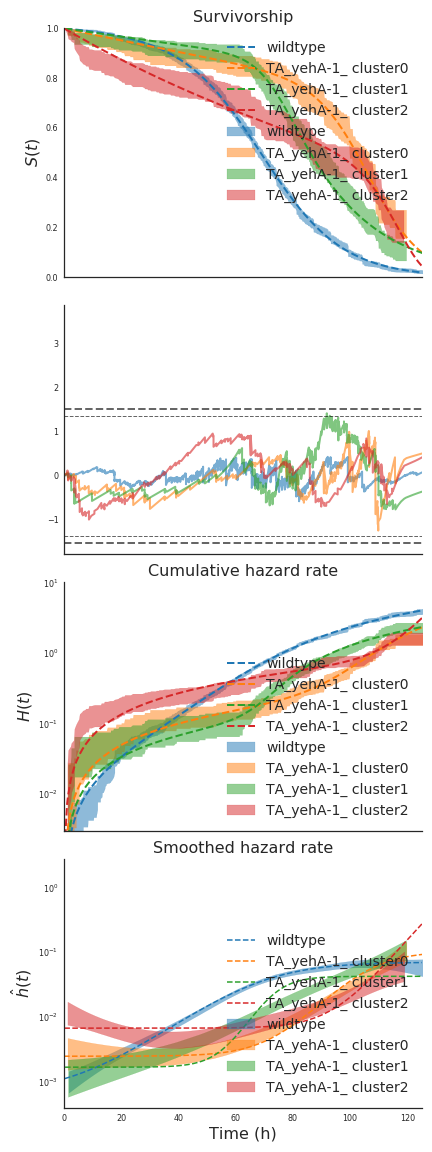 Survivorship
1.0
0.8
0.6
0.4
0.2
0.0
S(t)
wildtype
TA_yehA-1_ cluster0
TA_yehA-1_ cluster1
TA_yehA-1_ cluster2
wildtype
TA_yehA-1_ cluster0
TA_yehA-1_ cluster1
TA_yehA-1_ cluster2
3
2
1
0
−1
Cumulative hazard rate
10¹
10⁰
10⁻¹
10⁻²
H(t)
wildtype
TA_yehA-1_ cluster0
TA_yehA-1_ cluster1
TA_yehA-1_ cluster2
wildtype
TA_yehA-1_ cluster0
TA_yehA-1_ cluster1
TA_yehA-1_ cluster2
Smoothed hazard rate
10⁰
10⁻¹
10⁻²
10⁻³
ĥ(t)
wildtype
TA_yehA-1_ cluster0
TA_yehA-1_ cluster1
TA_yehA-1_ cluster2
wildtype
TA_yehA-1_ cluster0
TA_yehA-1_ cluster1
TA_yehA-1_ cluster2
0 20 40 60 80 100 120
Time (h)